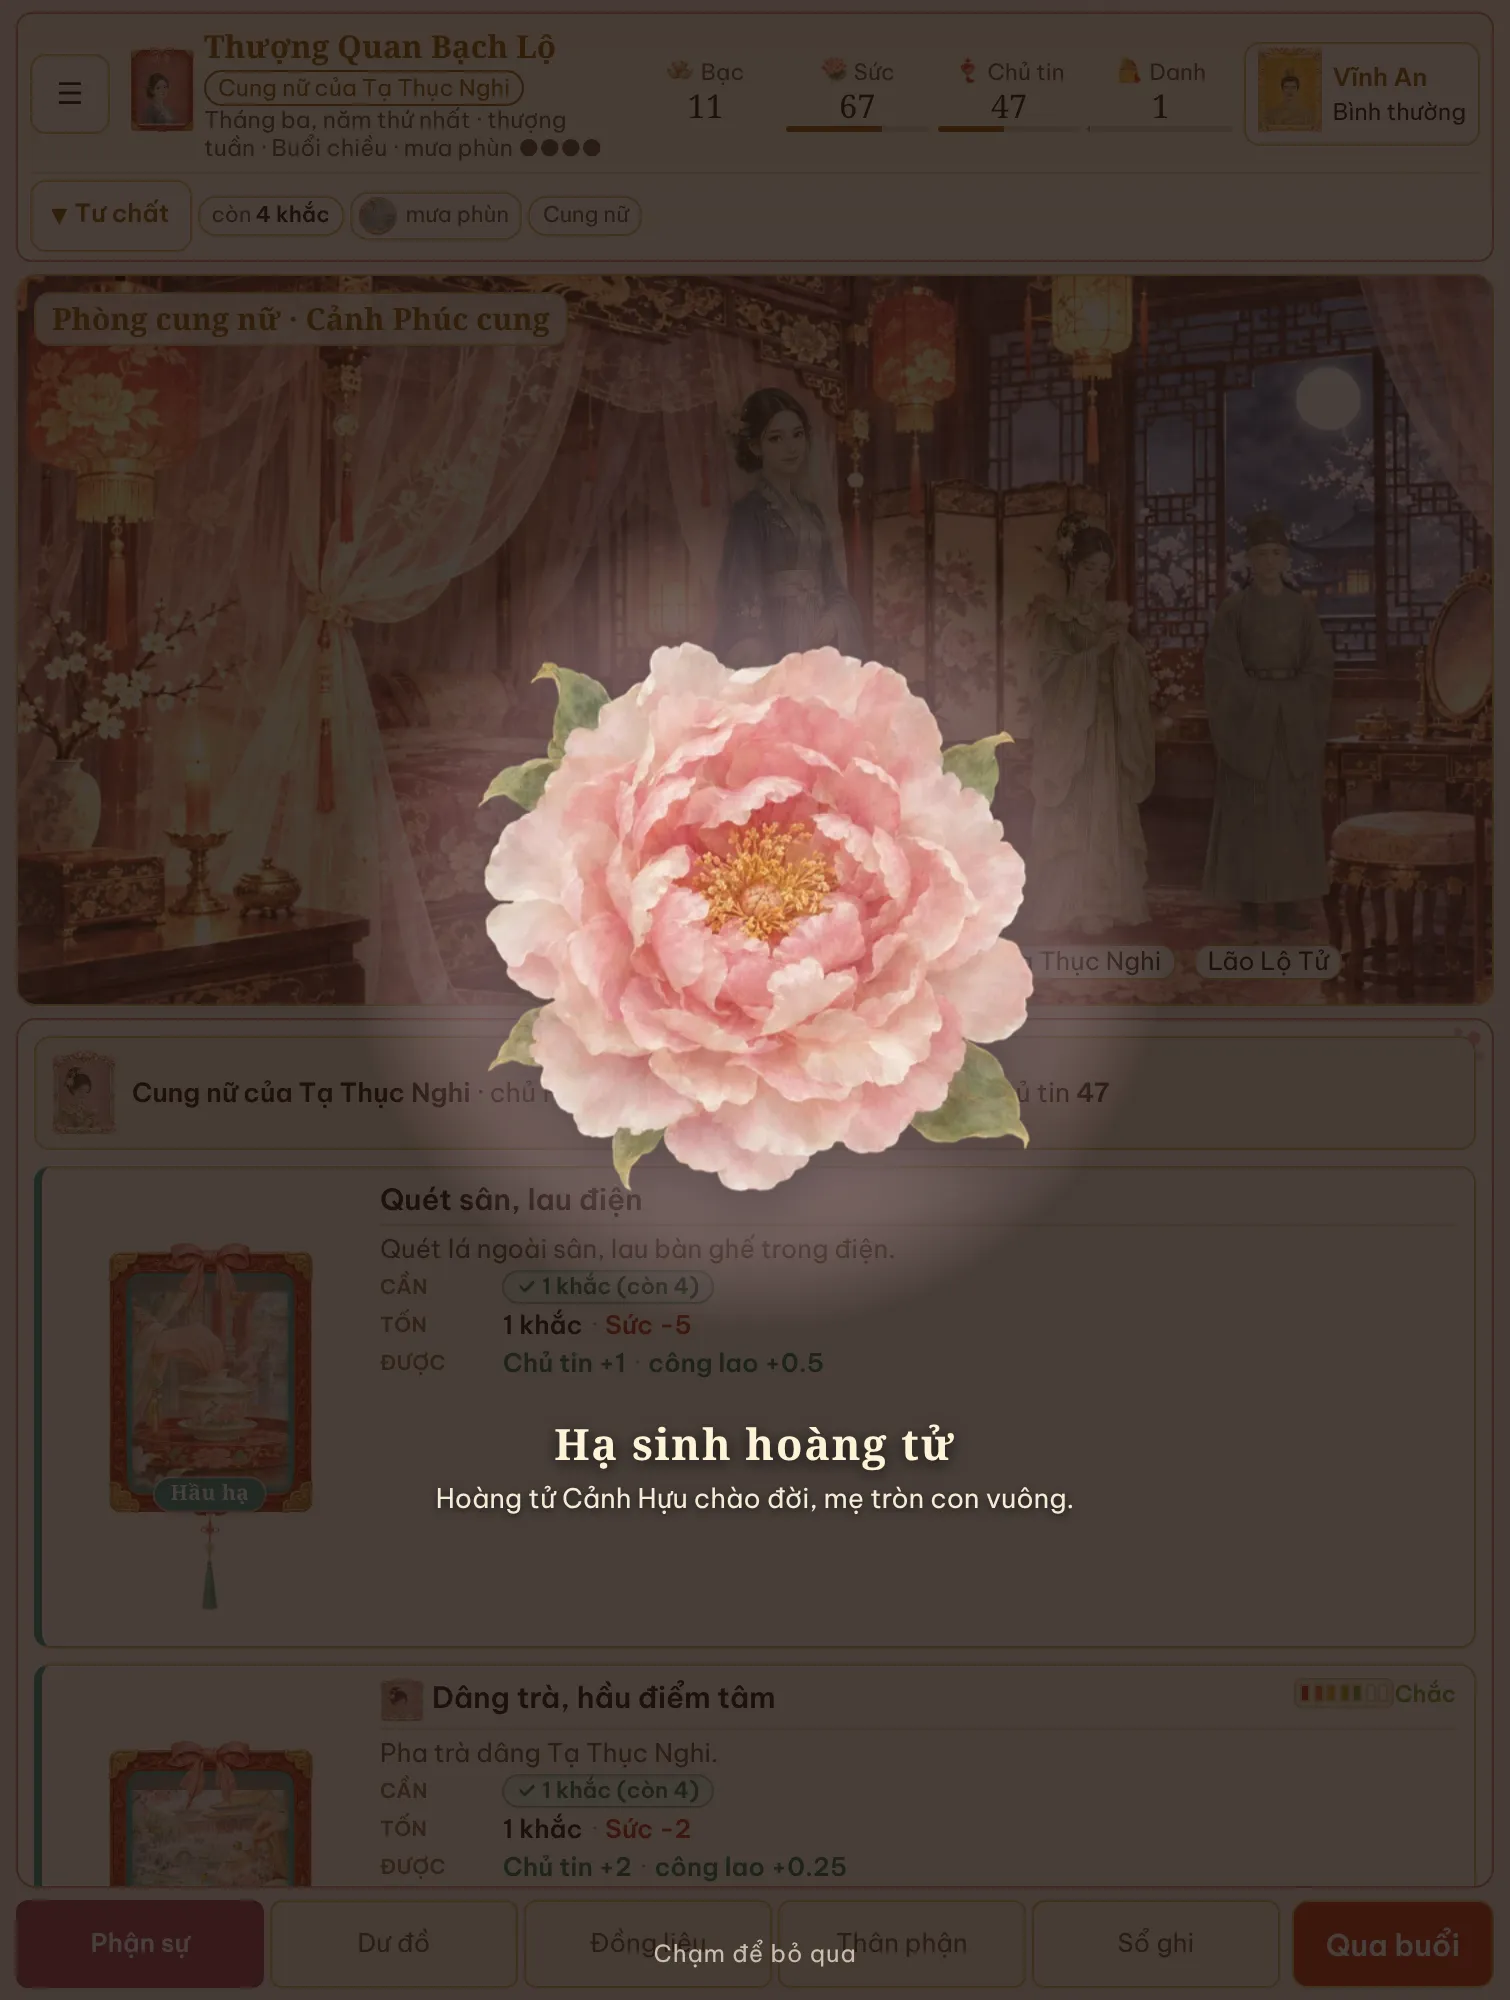 Thượng Quan Bạch Lộ
Cung nữ của Tạ Thục Nghi
Tháng ba, năm thứ nhất · thượng
tuần · Buổi chiều · mưa phùn
Bạc
11
Sức
67
Chủ tin
47
Danh
1
Vĩnh An
Bình thường
▼ Tư chất
còn 4 khắc
mưa phùn
Cung nữ
Phòng cung nữ · Cảnh Phúc cung
Thục Nghi
Lão Lộ Tử
Cung nữ của Tạ Thục Nghi · chủ
tin 47
Quét sân, lau điện
Quét lá ngoài sân, lau bàn ghế trong điện.
CẦN
✓ 1 khắc (còn 4)
TỐN
1 khắc · Sức -5
ĐƯỢC
Chủ tin +1 · công lao +0.5
Hầu hạ
Hạ sinh hoàng tử
Hoàng tử Cảnh Hựu chào đời, mẹ tròn con vuông.
Dâng trà, hầu điểm tâm
Chắc
Pha trà dâng Tạ Thục Nghi.
CẦN
✓ 1 khắc (còn 4)
TỐN
1 khắc · Sức -2
ĐƯỢC
Chủ tin +2 · công lao +0.25
Phận sự
Dư đồ
Đồng liêu
Thân phận
Sổ ghi
Qua buổi
Chạm để bỏ qua